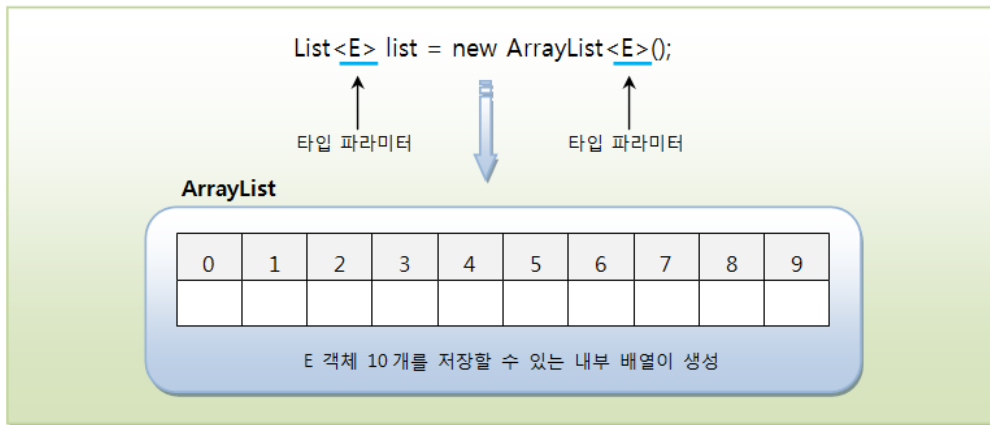 List<E> list = new ArrayList<E>();
타입 파라미터 타입 파라미터
ArrayList
0 1 2 3 4 5 6 7 8 9
E 객체 10개를 저장할 수 있는 내부 배열이 생성